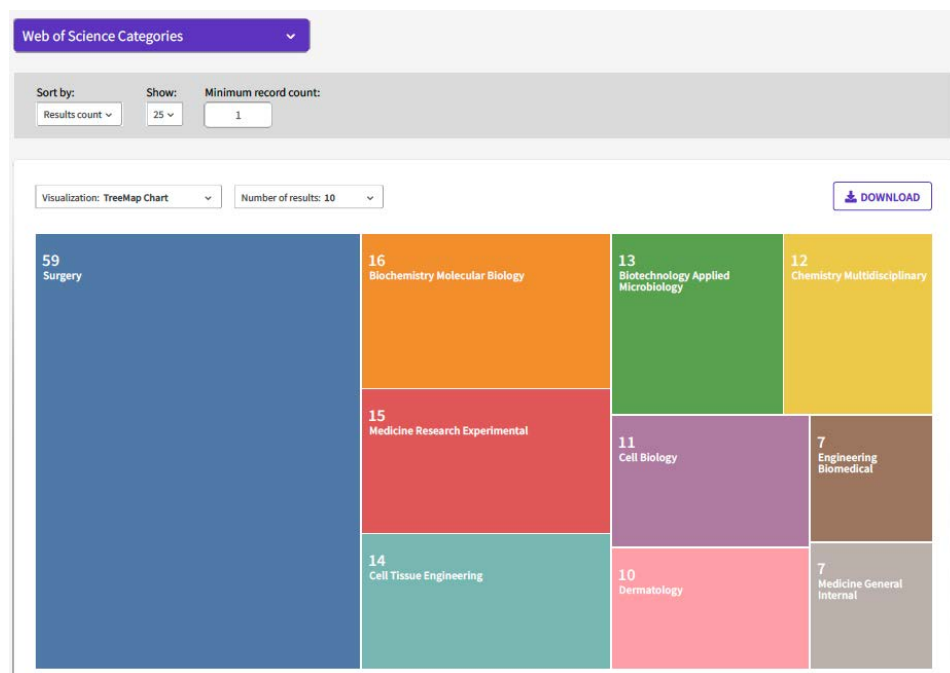 Web of Science Categories
Sort by: Show: Minimum record count:
Results count 25 1
Visualization: TreeMap Chart Number of results: 10 DOWNLOAD
59
Surgery
16
Biochemistry Molecular Biology
15
Medicine Research Experimental
14
Cell Tissue Engineering
13
Biotechnology Applied
Microbiology
12
Chemistry Multidisciplinary
11
Cell Biology
7
Engineering
Biomedical
10
Dermatology
7
Medicine General
Internal